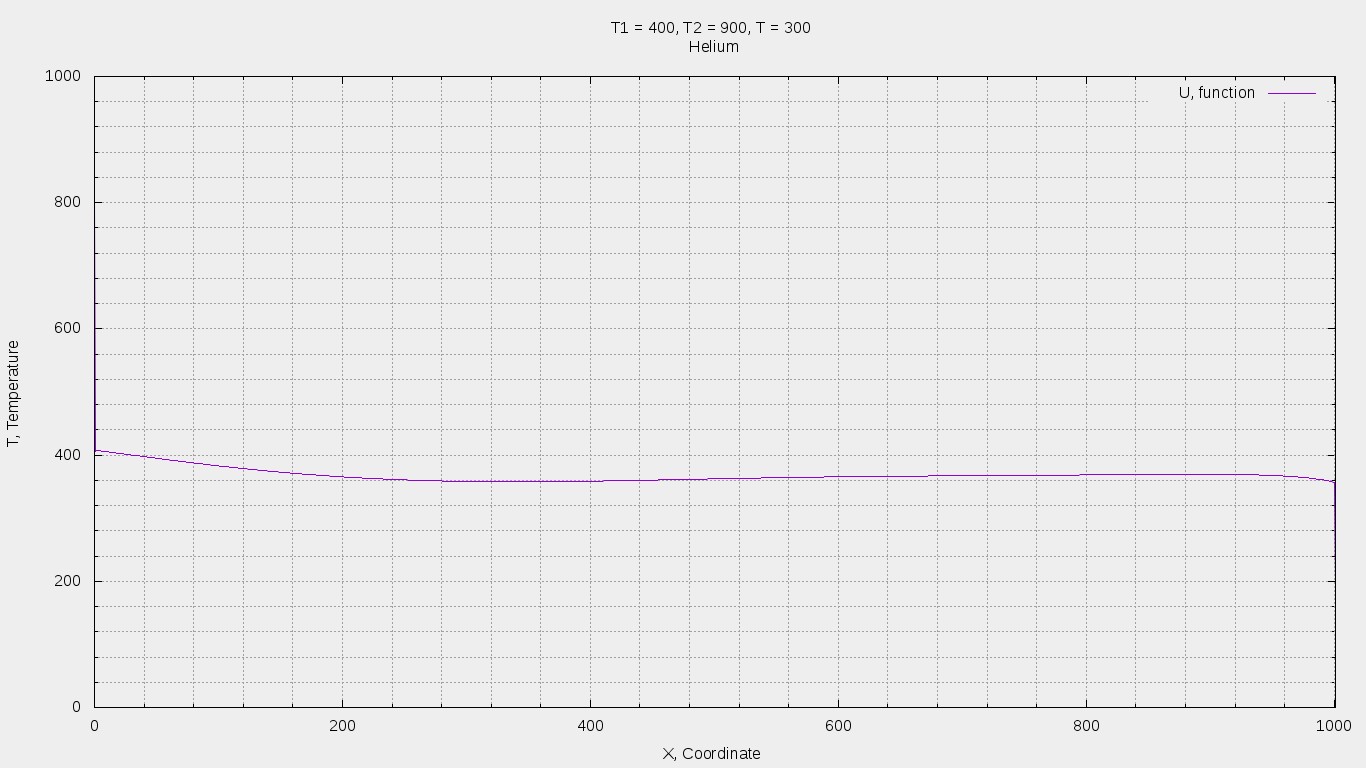 T1 = 400, T2 = 900, T = 300
Helium
U, function
1000
800
600
400
200
0
T, Temperature
0 200 400 600 800 1000
X, Coordinate